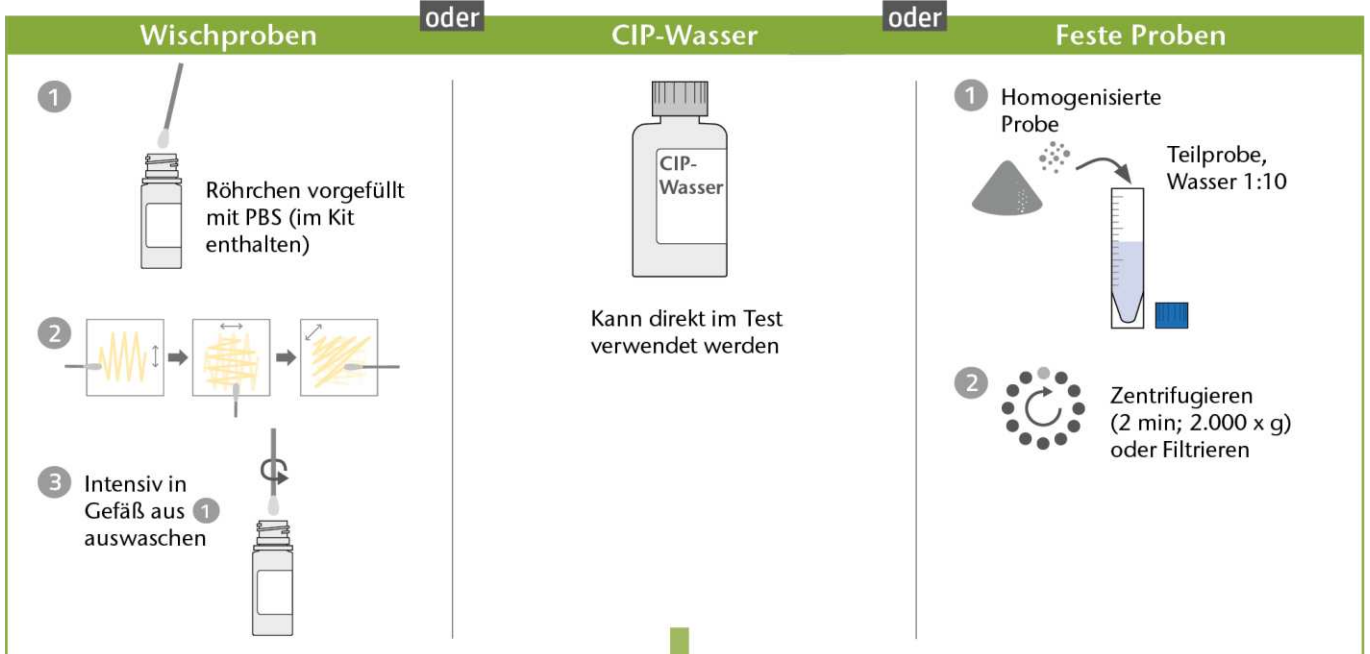 oder
oder
Wischproben
CIP-Wasser
Feste Proben
1
Röhrchen vorgefüllt
mit PBS (im Kit
enthalten)
2
3 Intensiv in
Gefäß aus 1
auswaschen
CIP-
Wasser
Kann direkt im Test
verwendet werden
1 Homogenisierte
Probe
Teilprobe,
Wasser 1:10
2 Zentrifugieren
(2 min; 2.000 x g)
oder Filtrieren